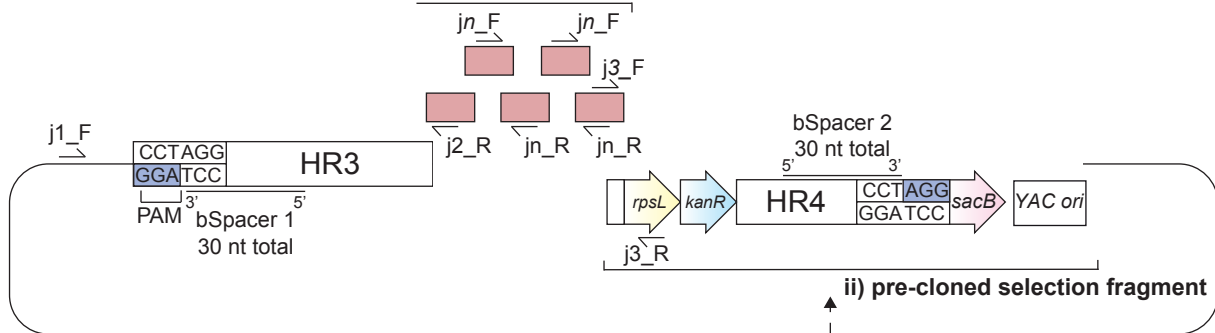 jn_F jn_F
j3_F
j1_F
j2_R jn_R jn_R
CCTAGG HR3
GGATCC
PAM
3' 5'
bSpacer 1
30 nt total
bSpacer 2
30 nt total
5' 3'
rpsL kanR HR4 CCTAGG sacB YAC ori
GGATCC
j3_R
ii) pre-cloned selection fragment